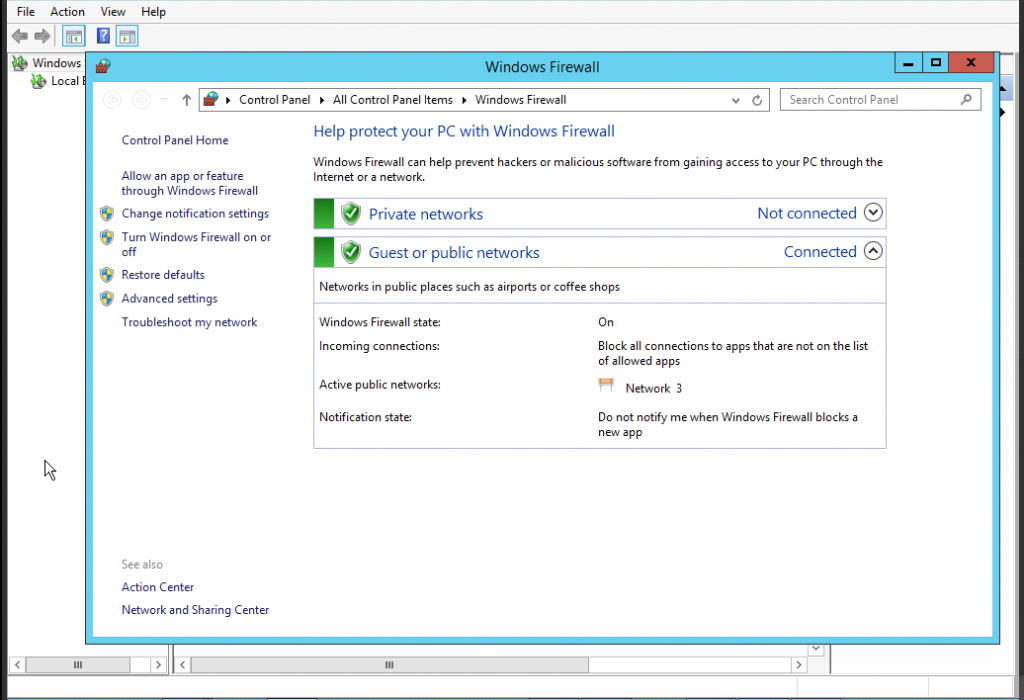 File Action View Help
Windows
Local
Windows Firewall
Control Panel All Control Panel Items Windows Firewall
Search Control Panel
Control Panel Home
Allow an app or feature
through Windows Firewall
Change notification settings
Turn Windows Firewall on or
off
Restore defaults
Advanced settings
Troubleshoot my network
Help protect your PC with Windows Firewall
Windows Firewall can help prevent hackers or malicious software from gaining access to your PC through the
Internet or a network.
Private networks Not connected
Guest or public networks Connected
Networks in public places such as airports or coffee shops
Windows Firewall state: On
Incoming connections: Block all connections to apps that are not on the list
of allowed apps
Active public networks: Network 3
Notification state: Do not notify me when Windows Firewall blocks a
new app
See also
Action Center
Network and Sharing Center